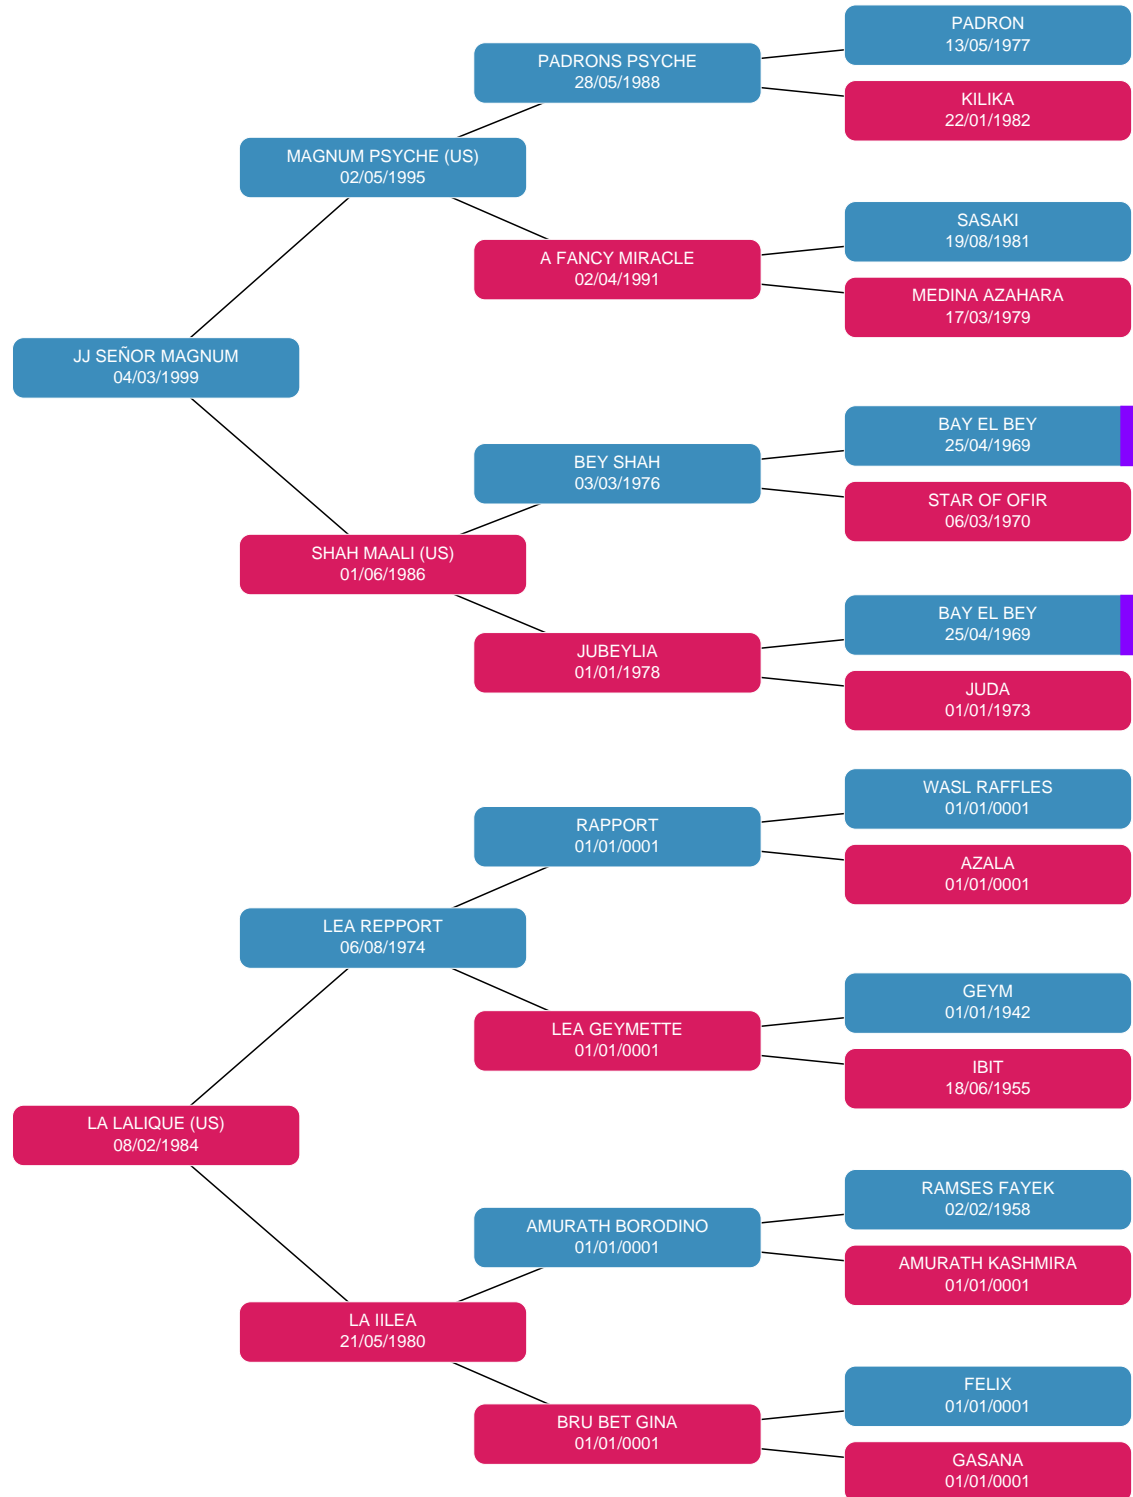 PADRON
13/05/1977
PADRONS PSYCHE
28/05/1988
KILIKA
22/01/1982
MAGNUM PSYCHE (US)
02/05/1995
SASAKI
19/08/1981
A FANCY MIRACLE
02/04/1991
MEDINA AZAHARA
17/03/1979
JJ SEÑOR MAGNUM
04/03/1999
BAY EL BEY
25/04/1969
BEY SHAH
03/03/1976
STAR OF OFIR
06/03/1970
SHAH MAALI (US)
01/06/1986
BAY EL BEY
25/04/1969
JUBEYLIA
01/01/1978
JUDA
01/01/1973
WASL RAFFLES
01/01/0001
RAPPORT
01/01/0001
AZALA
01/01/0001
LEA REPPORT
06/08/1974
GEYM
01/01/1942
LEA GEYMETTE
01/01/0001
IBIT
18/06/1955
LA LALIQUE (US)
08/02/1984
RAMSES FAYEK
02/02/1958
AMURATH BORODINO
01/01/0001
AMURATH KASHMIRA
01/01/0001
LA IILEA
21/05/1980
FELIX
01/01/0001
BRU BET GINA
01/01/0001
GASANA
01/01/0001